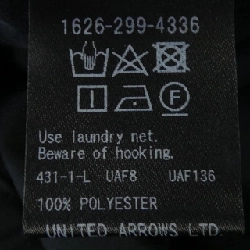 1626-299-4336
F
Use laundry net.
Beware of hooking.
431-1-L UAF8 UAF136
100% POLYESTER
UNITED ARROWS LTD.